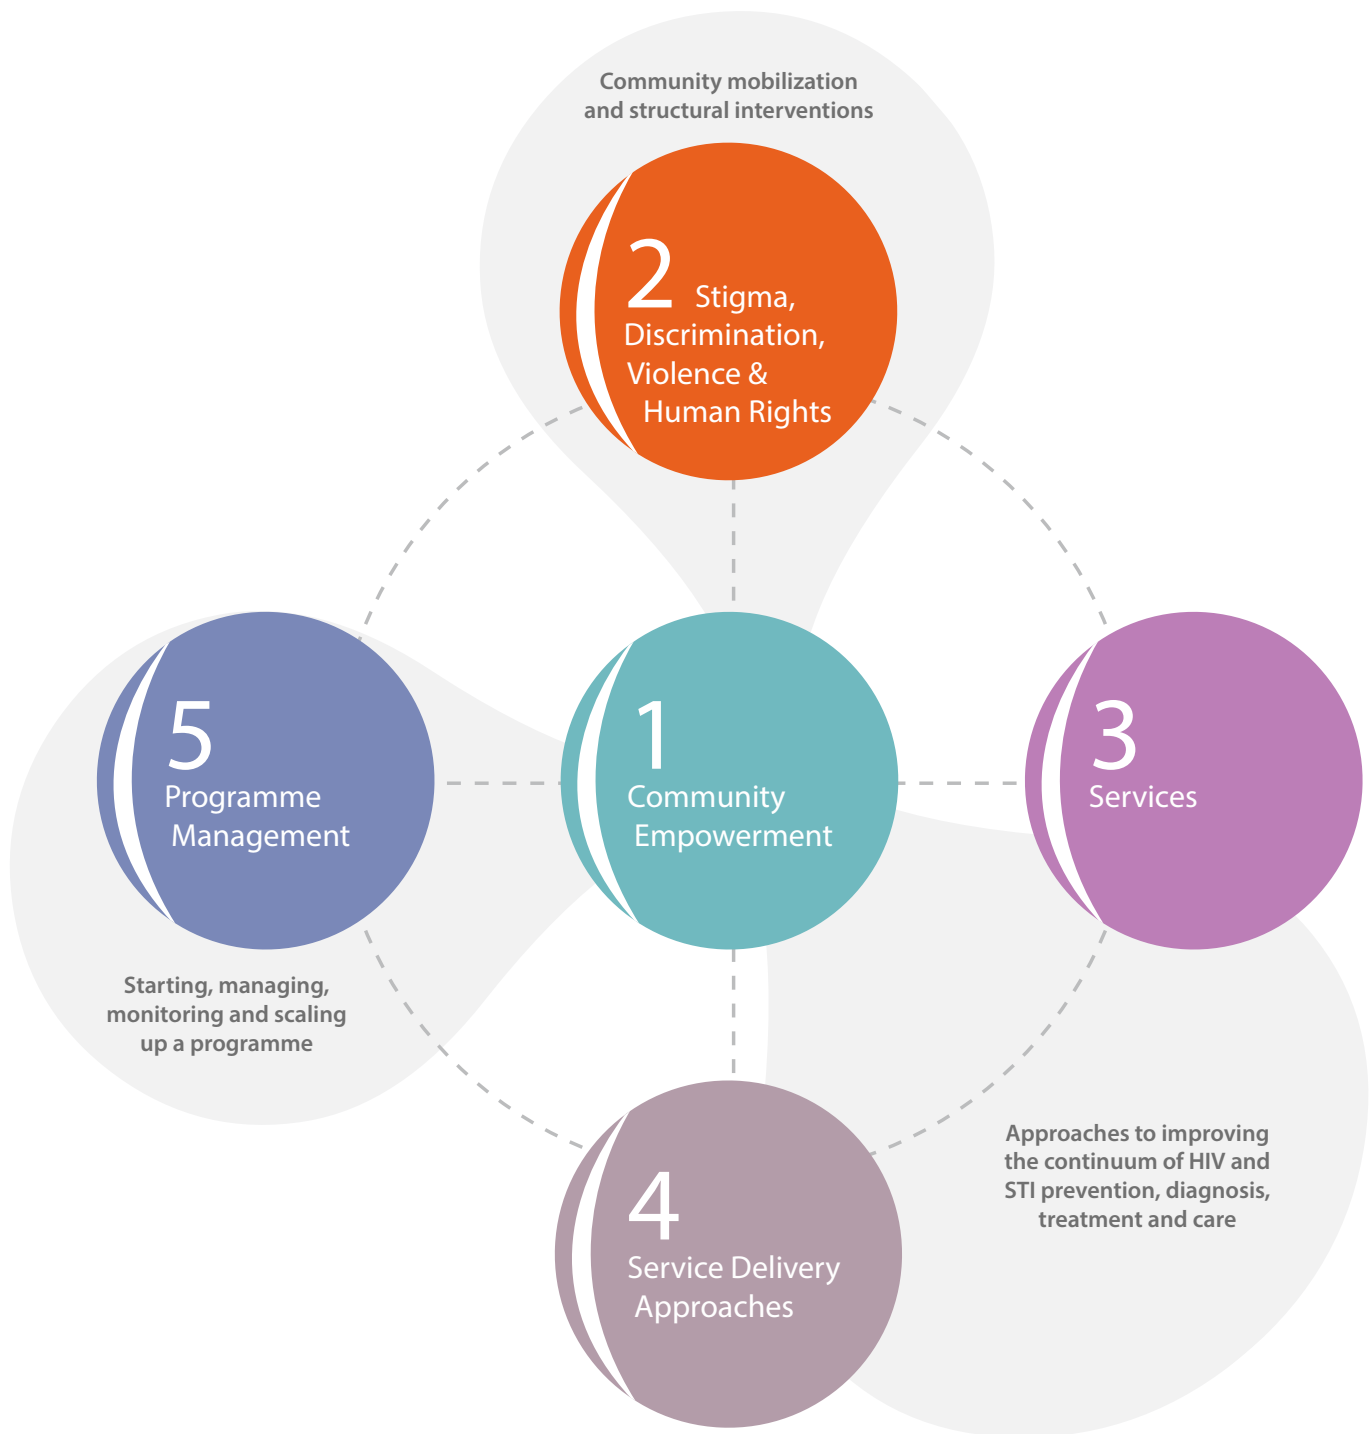 Community mobilization
and structural interventions
2 Stigma,
Discrimination,
Violence &
Human Rights
5
Programme
Management
1
Community
Empowerment
3
Services
Starting, managing,
monitoring and scaling
up a programme
Approaches to improving
the continuum of HIV and
STI prevention, diagnosis,
treatment and care
4
Service Delivery
Approaches